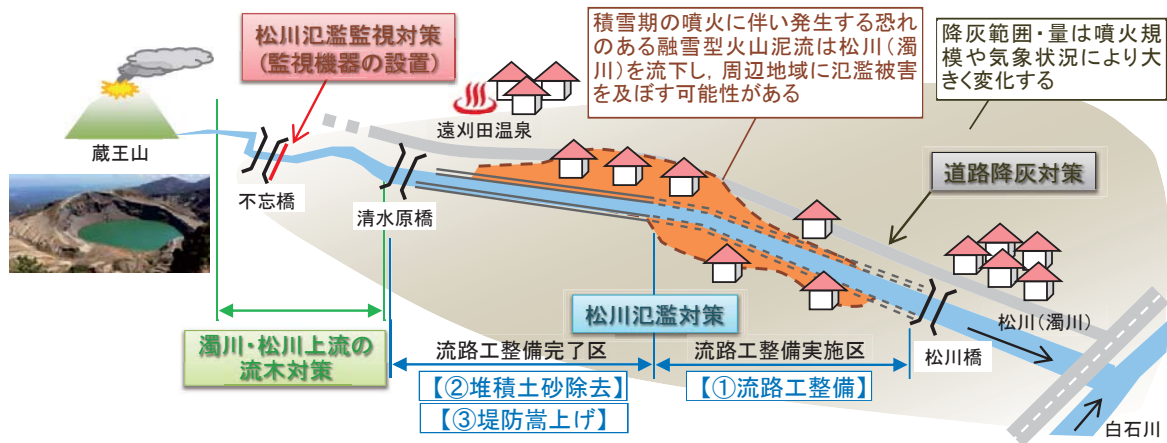 松川氾濫監視対策
(監視機器の設置)
積雪期の噴火に伴い発生する恐れ
のある融雪型火山泥流は松川(濁
川)を流下し,周辺地域に氾濫被害
を及ぼす可能性がある
降灰範囲・量は噴火規
模や気象状況により大
きく変化する
蔵王山
遠刈田温泉
不忘橋
清水原橋
道路降灰対策
濁川・松川上流の
流木対策
松川氾濫対策
流路工整備完了区
流路工整備実施区
【②堆積土砂除去】
【①流路工整備】
【③堤防嵩上げ】
松川橋
松川(濁川)
白石川